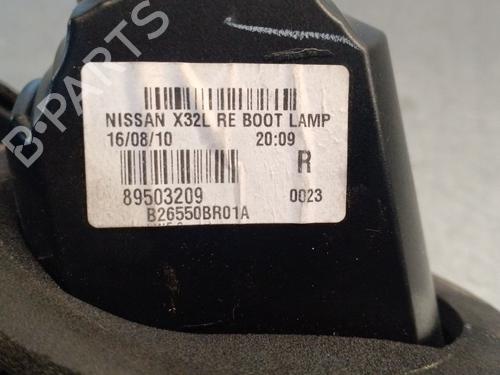 B-PARTS
NISSAN X32L RE BOOT LAMP
16/08/10 20:09
R
89503209 0023
B26550BR01A